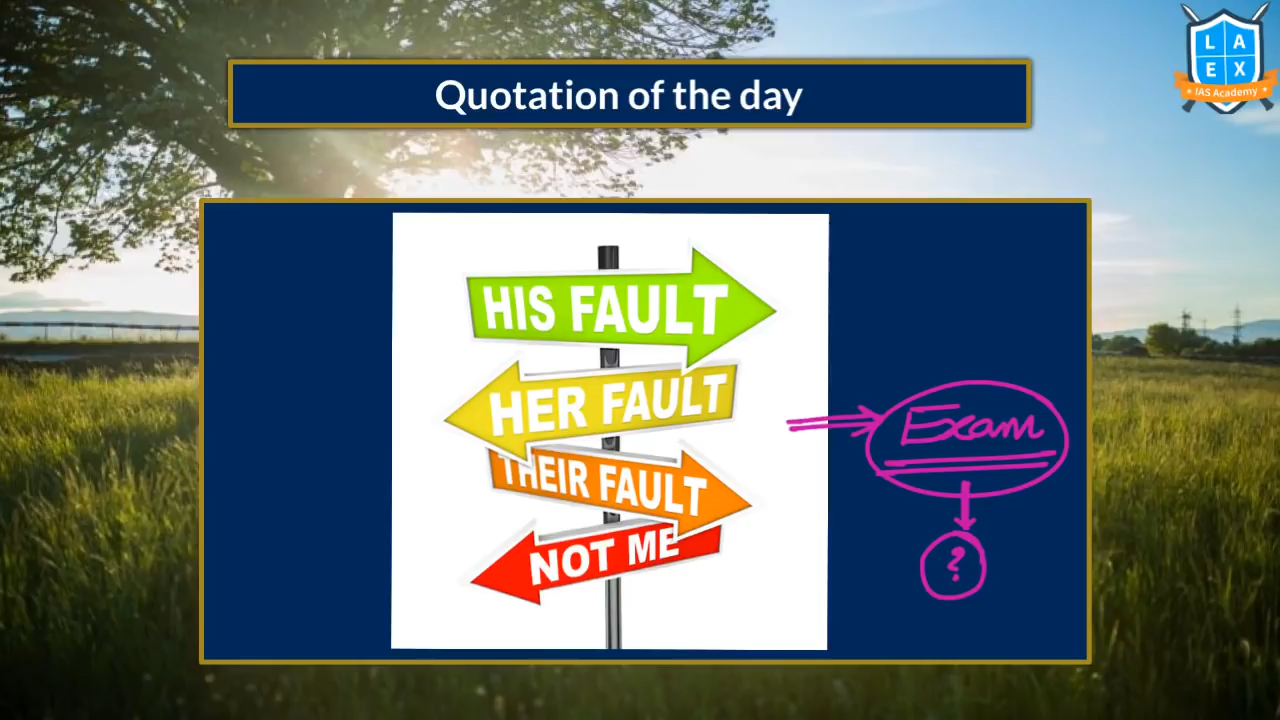 L A
E X
IAS Academy
Quotation of the day
HIS FAULT
HER FAULT
THEIR FAULT
NOT ME
Exam
?